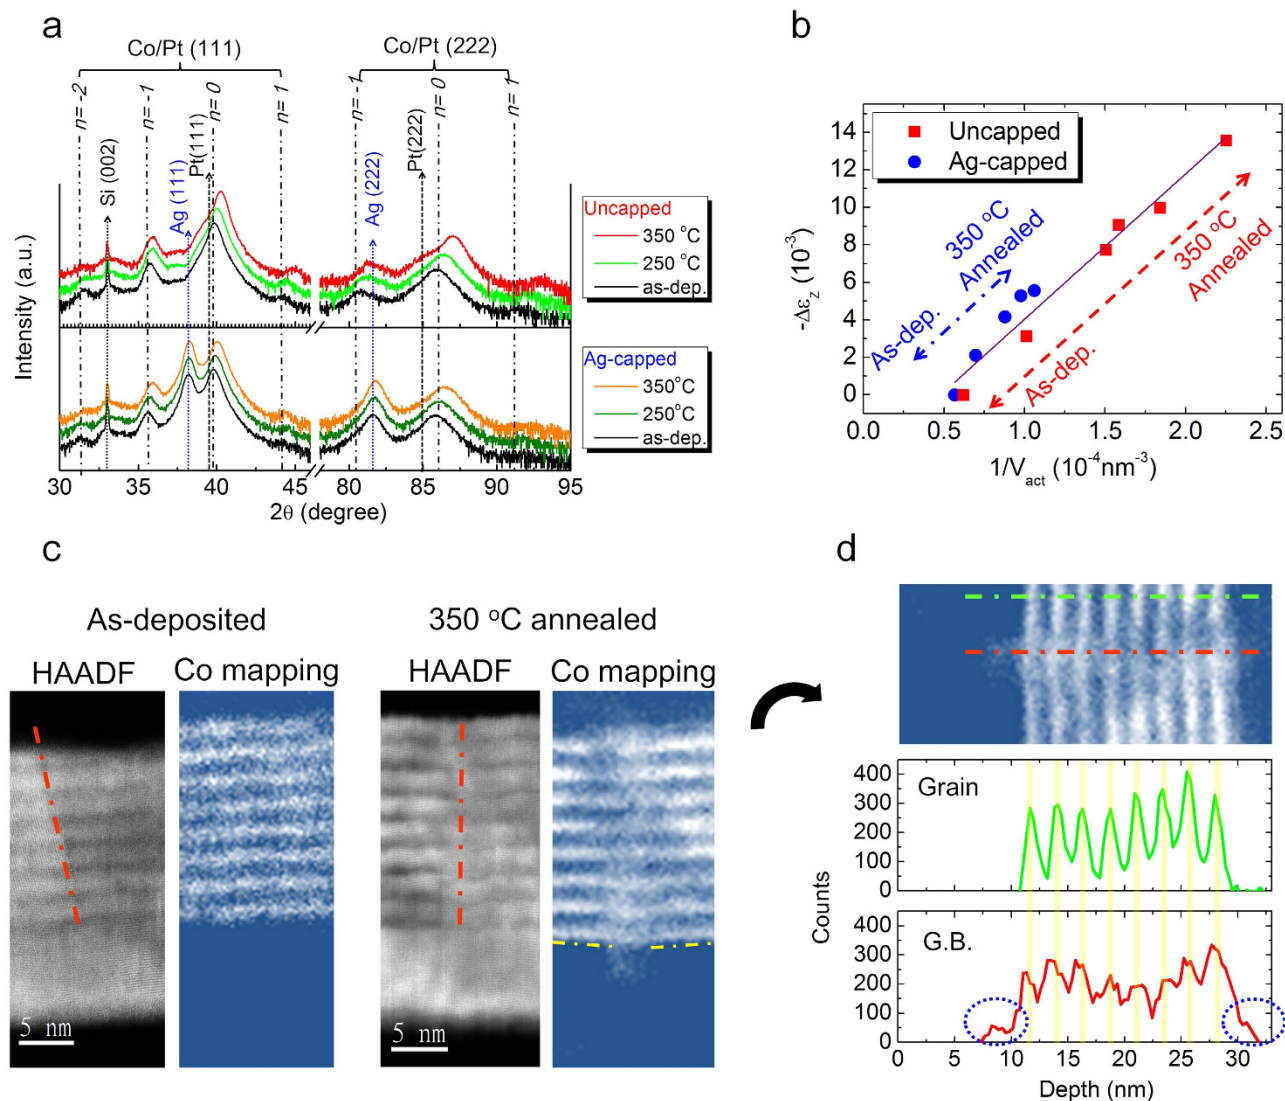 a
Co/Pt (111)
Co/Pt (222)
n= -2
Si (002)
n= -1
Ag (111)
Pt(111)
n= 0
n= 1
n= -1
Ag (222)
Pt(222)
n= 0
n= 1
Uncapped
350 °C
250 °C
as-dep.
Ag-capped
350°C
250°C
as-dep.
Intensity (a.u.)
30 35 40 45 80 85 90 95
2θ (degree)
b
Uncapped
Ag-capped
350 °C
Annealed
As-dep.
350 °C
Annealed
As-dep.
-Δε_z (10⁻³)
14
12
10
8
6
4
2
0
0.0 0.5 1.0 1.5 2.0 2.5
1/V_act (10⁻⁴nm⁻³)
c
As-deposited
350 °C annealed
HAADF
Co mapping
HAADF
Co mapping
5 nm
5 nm
d
Grain
400
300
200
100
0
G.B.
400
300
200
100
0
Counts
0 5 10 15 20 25 30
Depth (nm)